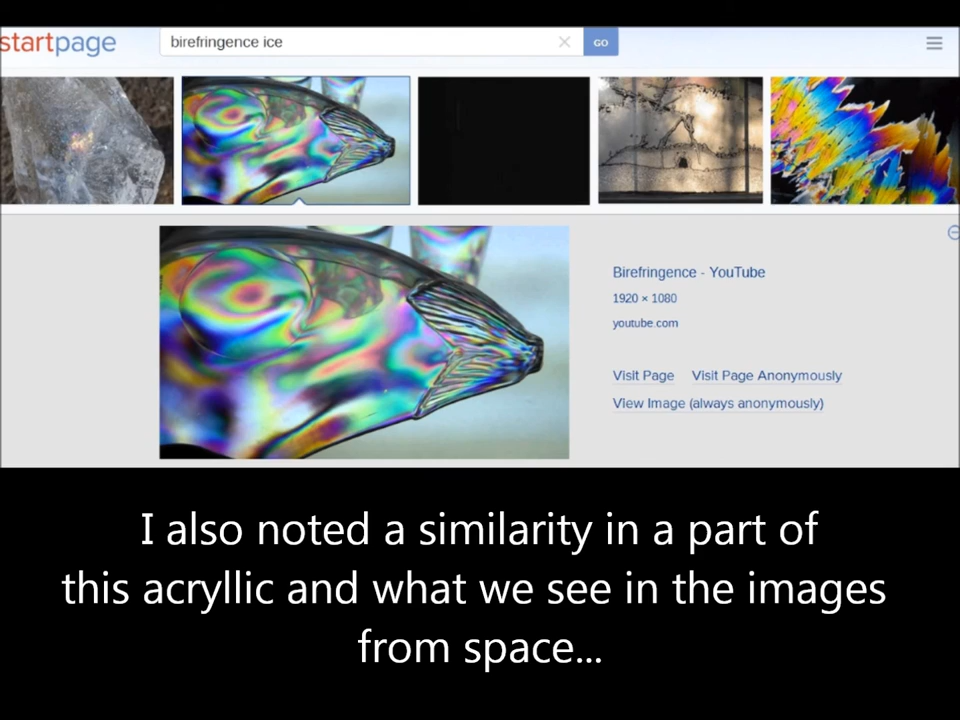 startpage
birefringence ice
GO
Birefringence - YouTube
1920 × 1080
youtube.com
Visit Page Visit Page Anonymously
View Image (always anonymously)
I also noted a similarity in a part of
this acryllic and what we see in the images
from space...